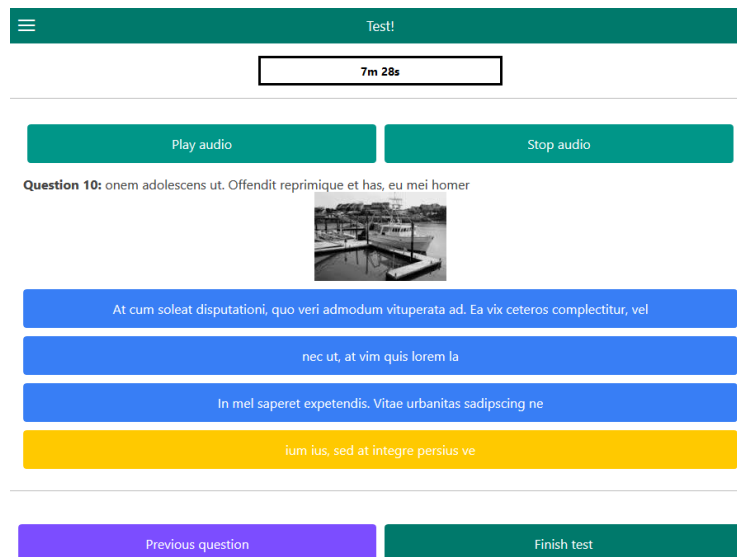 Test!
7m 28s
Play audio
Stop audio
Question 10: onem adolescens ut. Offendit reprimique et has, eu mei homer
At cum soleat disputationi, quo veri admodum vituperata ad. Ea vix ceteros complectitur, vel
nec ut, at vim quis lorem la
In mel saperet expetendis. Vitae urbanitas sadipscing ne
ium ius, sed at integre persius ve
Previous question
Finish test